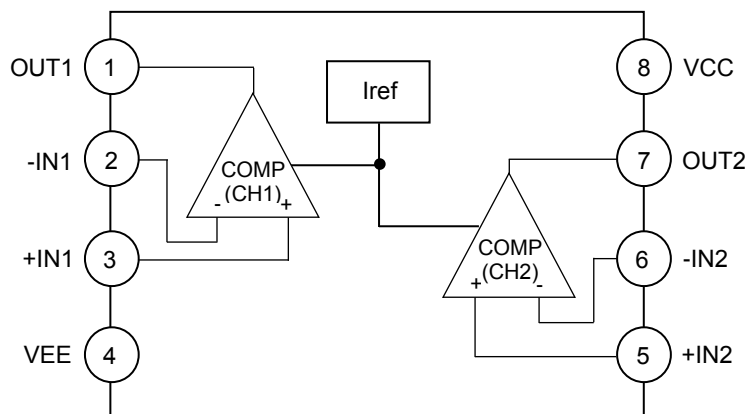 OUT1 1
-IN1 2
+IN1 3
VEE 4
Iref
COMP
(CH1)
- +
COMP
(CH2)
+ -
8 VCC
7 OUT2
6 -IN2
5 +IN2